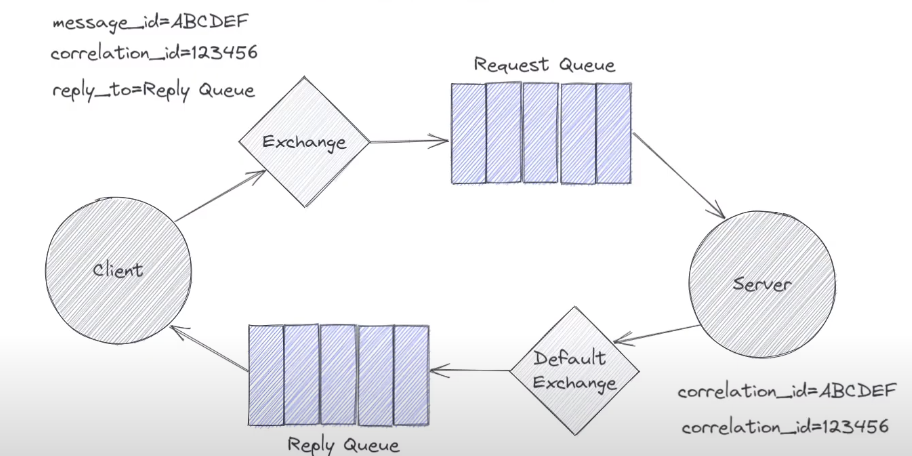 message_id=ABCDEF
correlation_id=123456
reply_to=Reply Queue
Request Queue
Exchange
Client
Server
Default
Exchange
correlation_id=ABCDEF
correlation_id=123456
Reply Queue